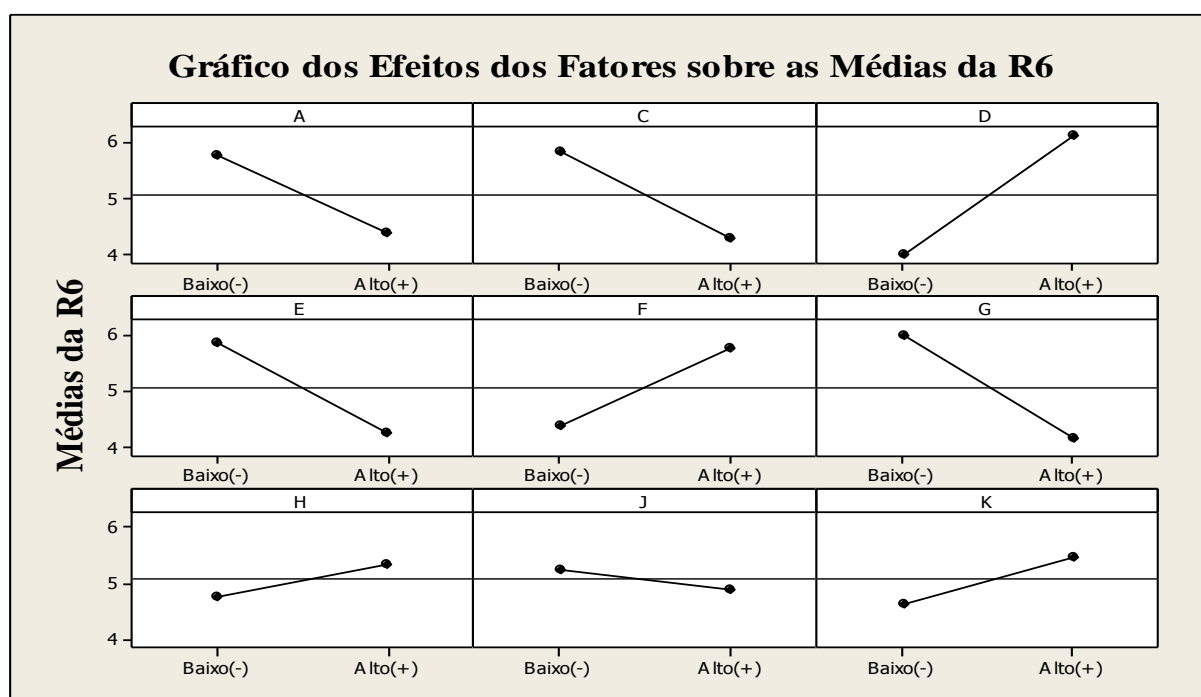 Gráfico dos Efeitos dos Fatores sobre as Médias da R6
Médias da R6
A C D
6
5
4
Baixo(-) Alto(+) Baixo(-) Alto(+) Baixo(-) Alto(+)
E F G
6
5
4
Baixo(-) Alto(+) Baixo(-) Alto(+) Baixo(-) Alto(+)
H J K
6
5
4
Baixo(-) Alto(+) Baixo(-) Alto(+) Baixo(-) Alto(+)